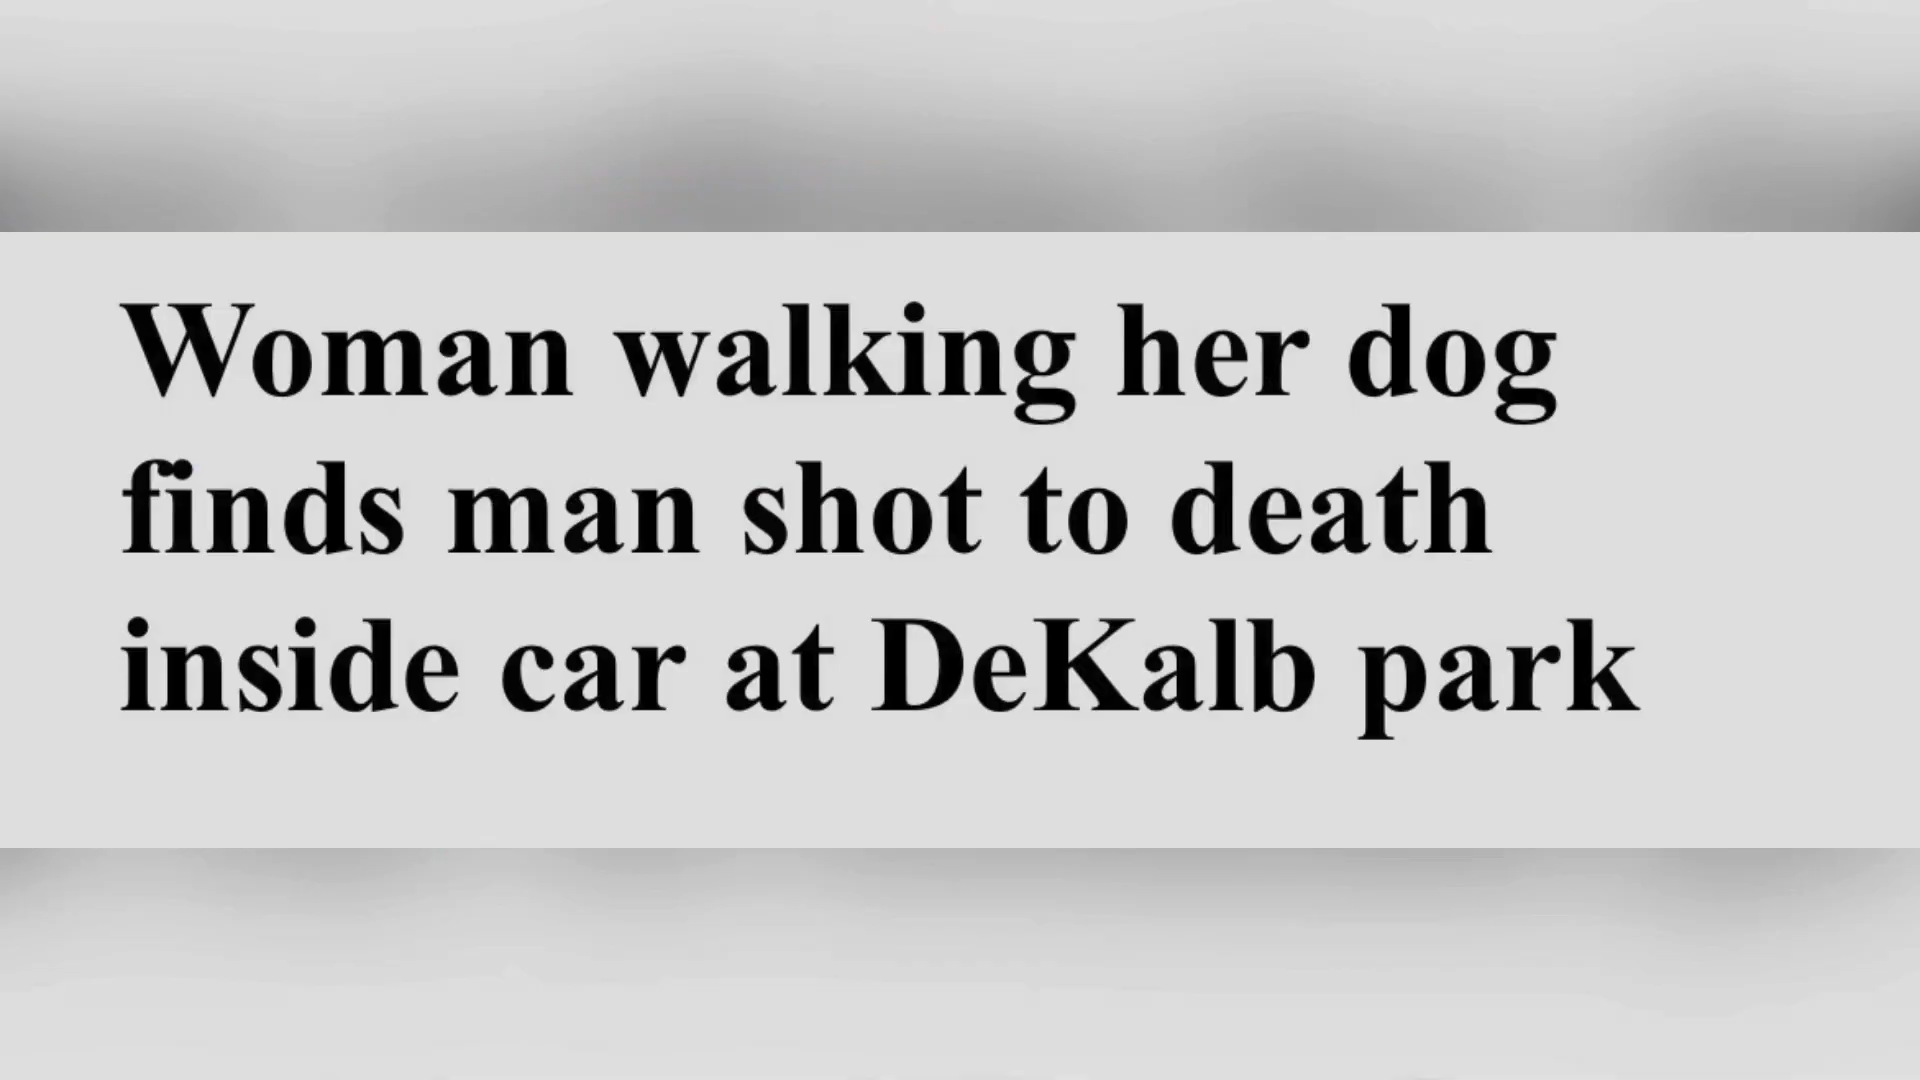 Woman walking her dog
finds man shot to death
inside car at DeKalb park